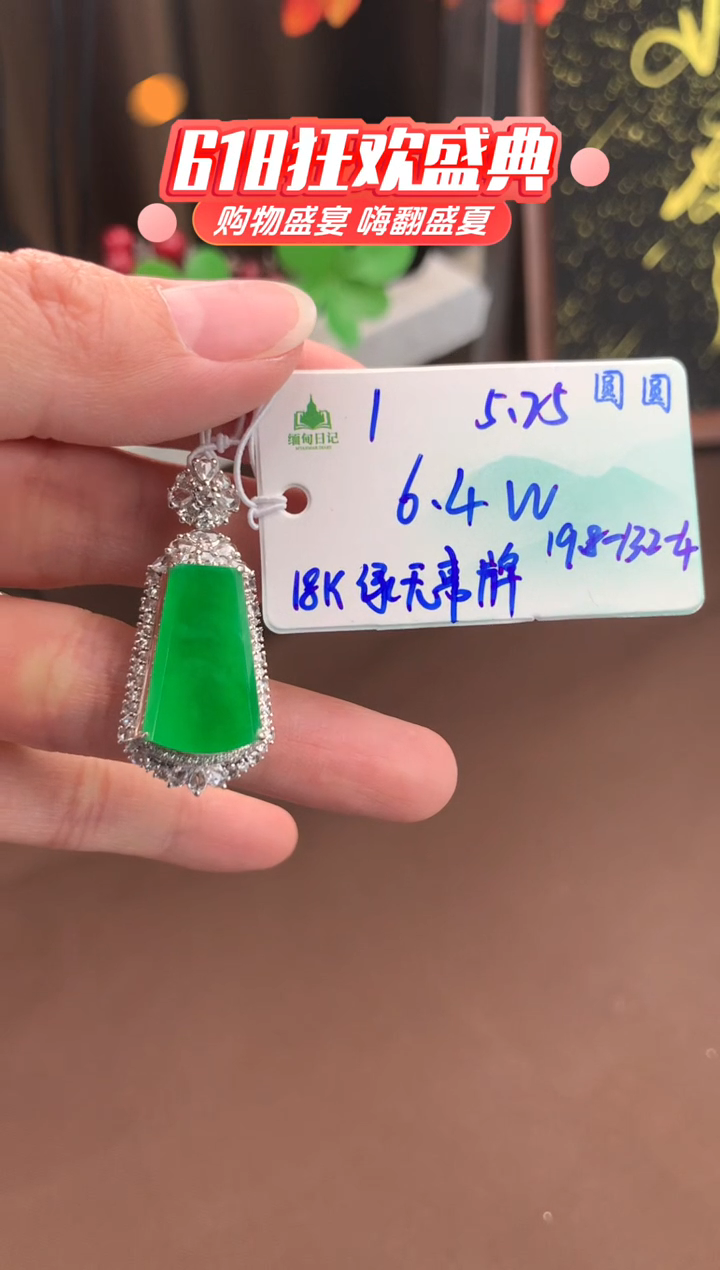 618狂欢盛典
购物盛宴 嗨翻盛夏
1 5.75 圆圆
缅甸日记
6.4W
19.8-13.2-4
18K绿无事牌